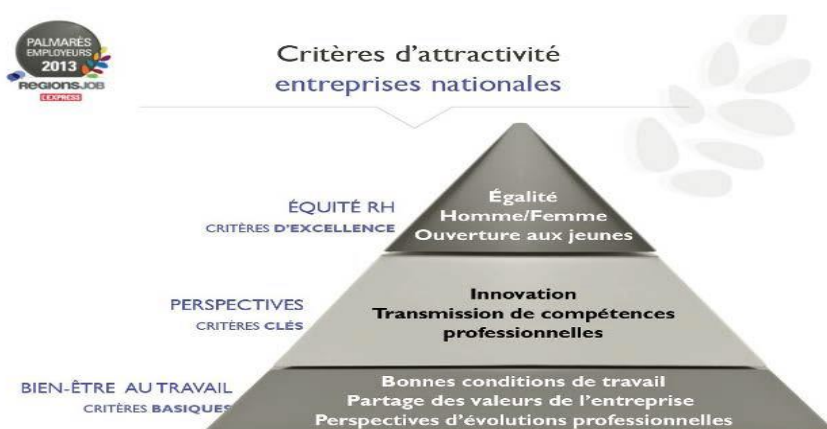 PALMARÈS
EMPLOYEURS
2013
REGIONSJOB
L'EXPRESS
Critères d'attractivité
entreprises nationales
ÉQUITÉ RH
CRITÈRES D'EXCELLENCE
Égalité
Homme/Femme
Ouverture aux jeunes
PERSPECTIVES
CRITÈRES CLÉS
Innovation
Transmission de compétences
professionnelles
BIEN-ÊTRE AU TRAVAIL
CRITÈRES BASIQUES
Bonnes conditions de travail
Partage des valeurs de l'entreprise
Perspectives d'évolutions professionnelles